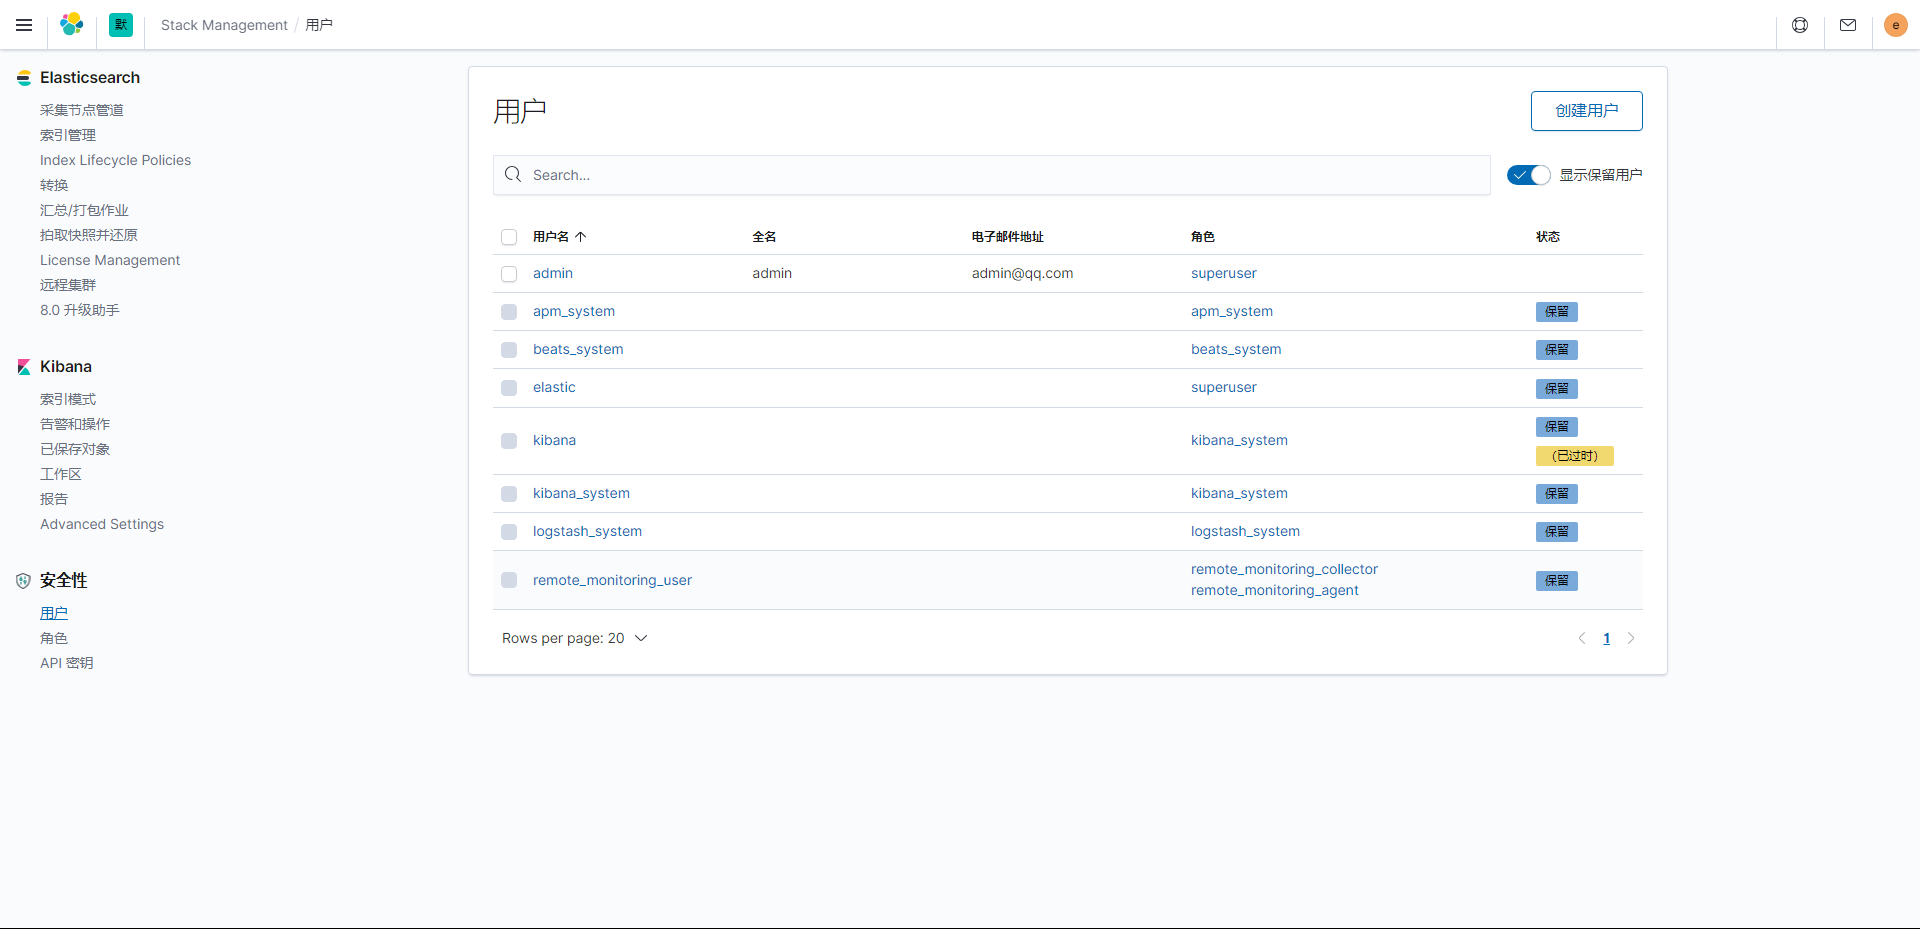 默 Stack Management / 用户 e
Elasticsearch
采集节点管道
索引管理
Index Lifecycle Policies
转换
汇总/打包作业
拍取快照并还原
License Management
远程集群
8.0 升级助手
Kibana
索引模式
告警和操作
已保存对象
工作区
报告
Advanced Settings
安全性
用户
角色
API 密钥
用户 创建用户
Search... 显示保留用户
用户名 全名 电子邮件地址 角色 状态
admin admin admin@qq.com superuser
apm_system apm_system 保留
beats_system beats_system 保留
elastic superuser 保留
kibana kibana_system 保留
（已过时）
kibana_system kibana_system 保留
logstash_system logstash_system 保留
remote_monitoring_user remote_monitoring_collector 保留
remote_monitoring_agent
Rows per page: 20 1